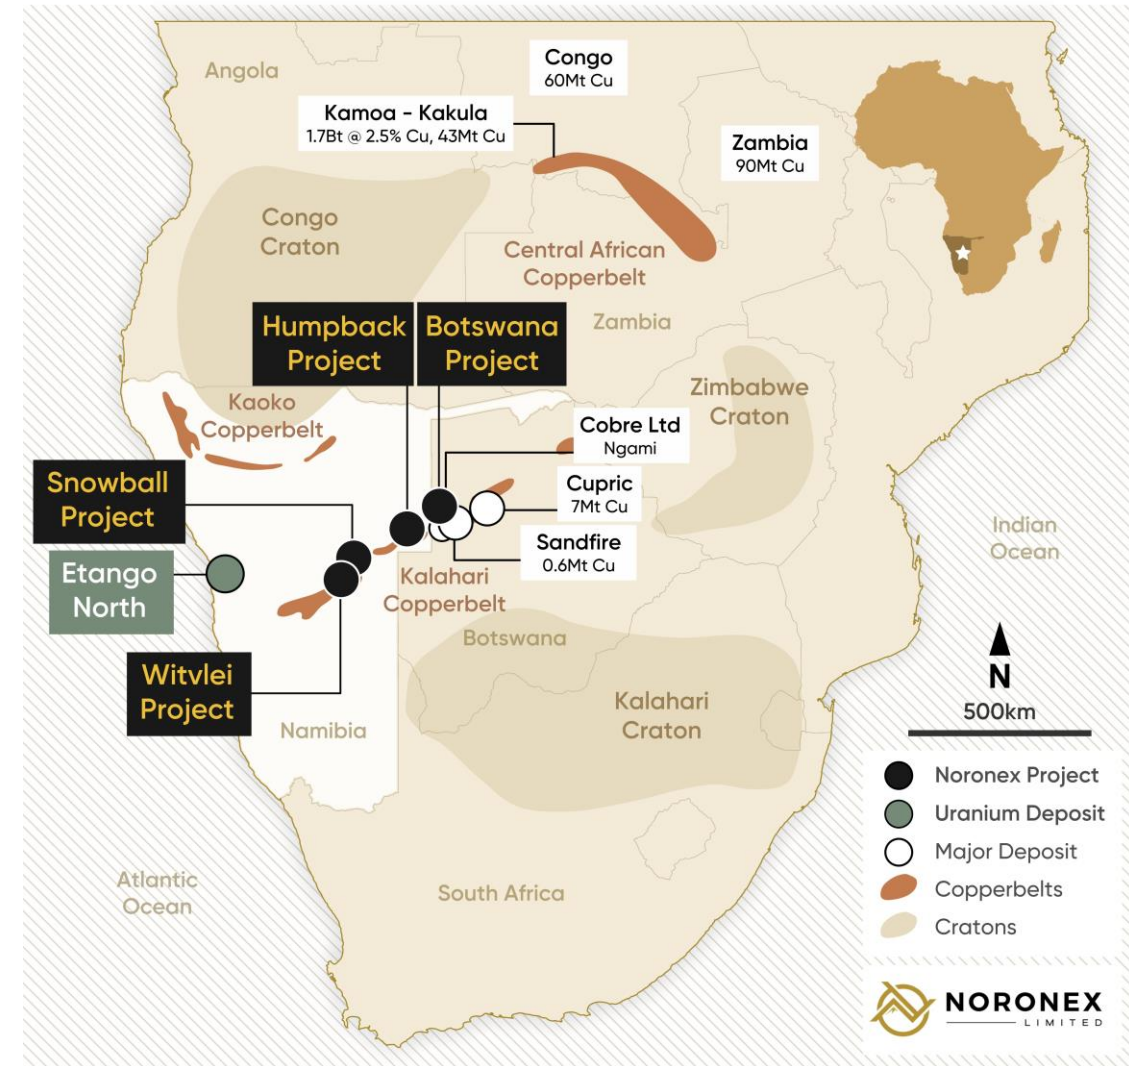 Angola
Congo
60Mt Cu
Kamoa - Kakula
1.7Bt @ 2.5% Cu, 43Mt Cu
Zambia
90Mt Cu
Congo
Craton
Central African
Copperbelt
Humpback
Project
Botswana
Project
Zambia
Zimbabwe
Craton
Kaoko
Copperbelt
Cobre Ltd
Ngami
Snowball
Project
Cupric
7Mt Cu
Indian
Ocean
Sandfire
0.6Mt Cu
Etango
North
Kalahari
Copperbelt
Botswana
Witvlei
Project
Kalahari
Craton
Namibia
N
500km
Noronex Project
Uranium Deposit
Major Deposit
Copperbelts
Cratons
Atlantic
Ocean
South Africa
NORONEX
LIMITED